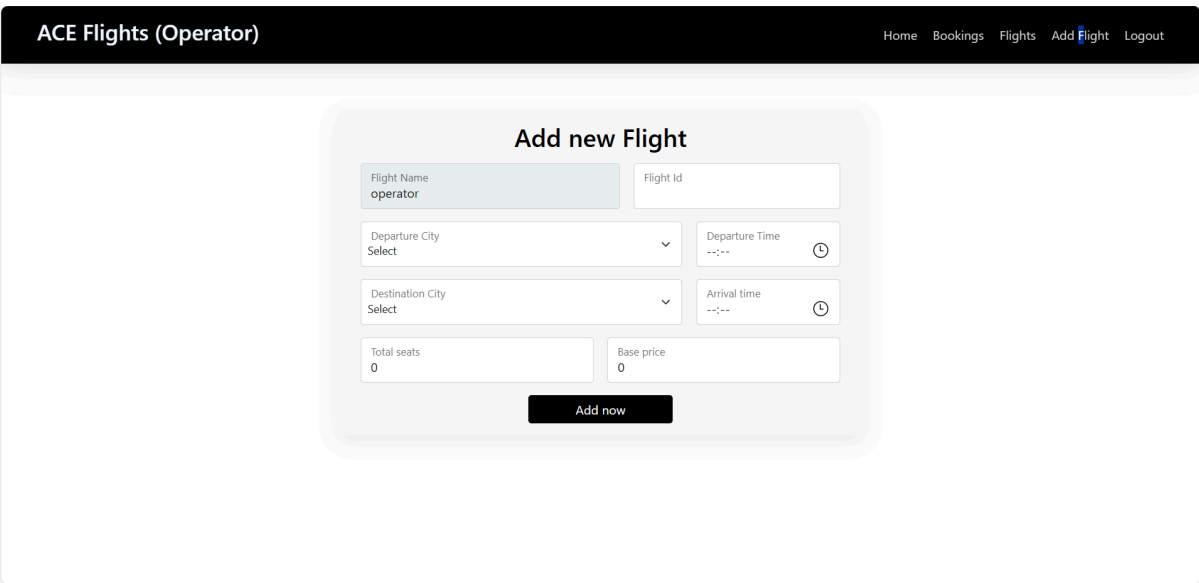 ACE Flights (Operator)
Home Bookings Flights Add Flight Logout
Add new Flight
Flight Name
operator
Flight Id
Departure City
Select
Departure Time
--:--
Destination City
Select
Arrival time
--:--
Total seats
0
Base price
0
Add now